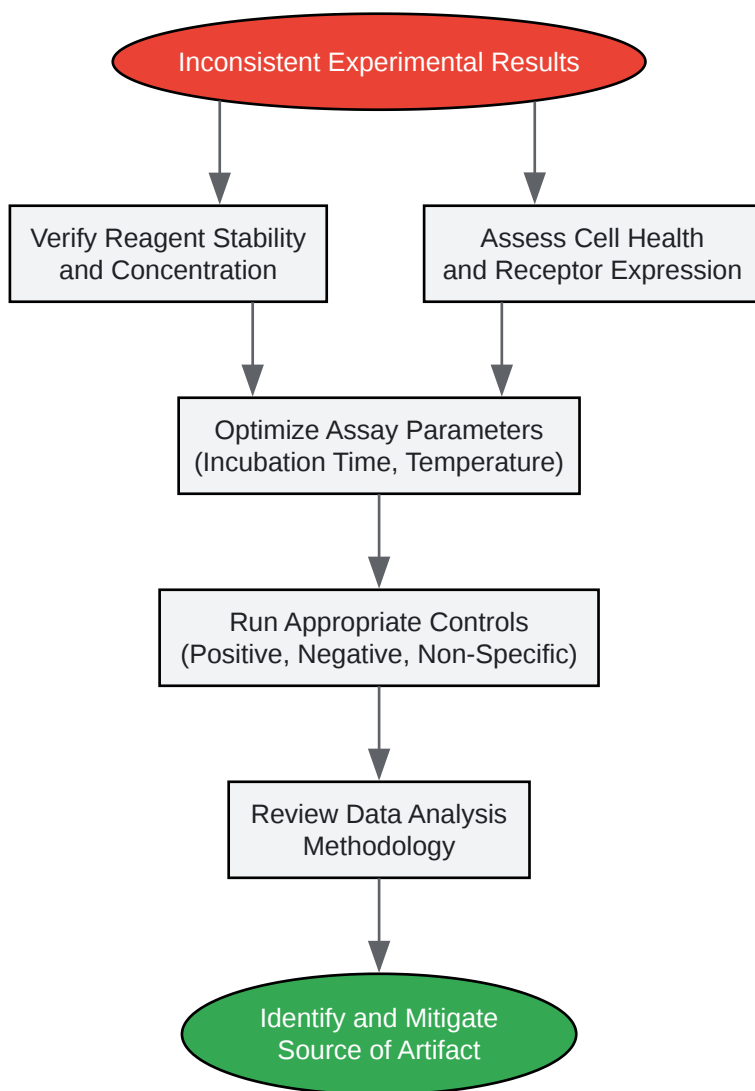 Inconsistent Experimental Results
Verify Reagent Stability
and Concentration
Assess Cell Health
and Receptor Expression
Optimize Assay Parameters
(Incubation Time, Temperature)
Run Appropriate Controls
(Positive, Negative, Non-Specific)
Review Data Analysis
Methodology
Identify and Mitigate
Source of Artifact